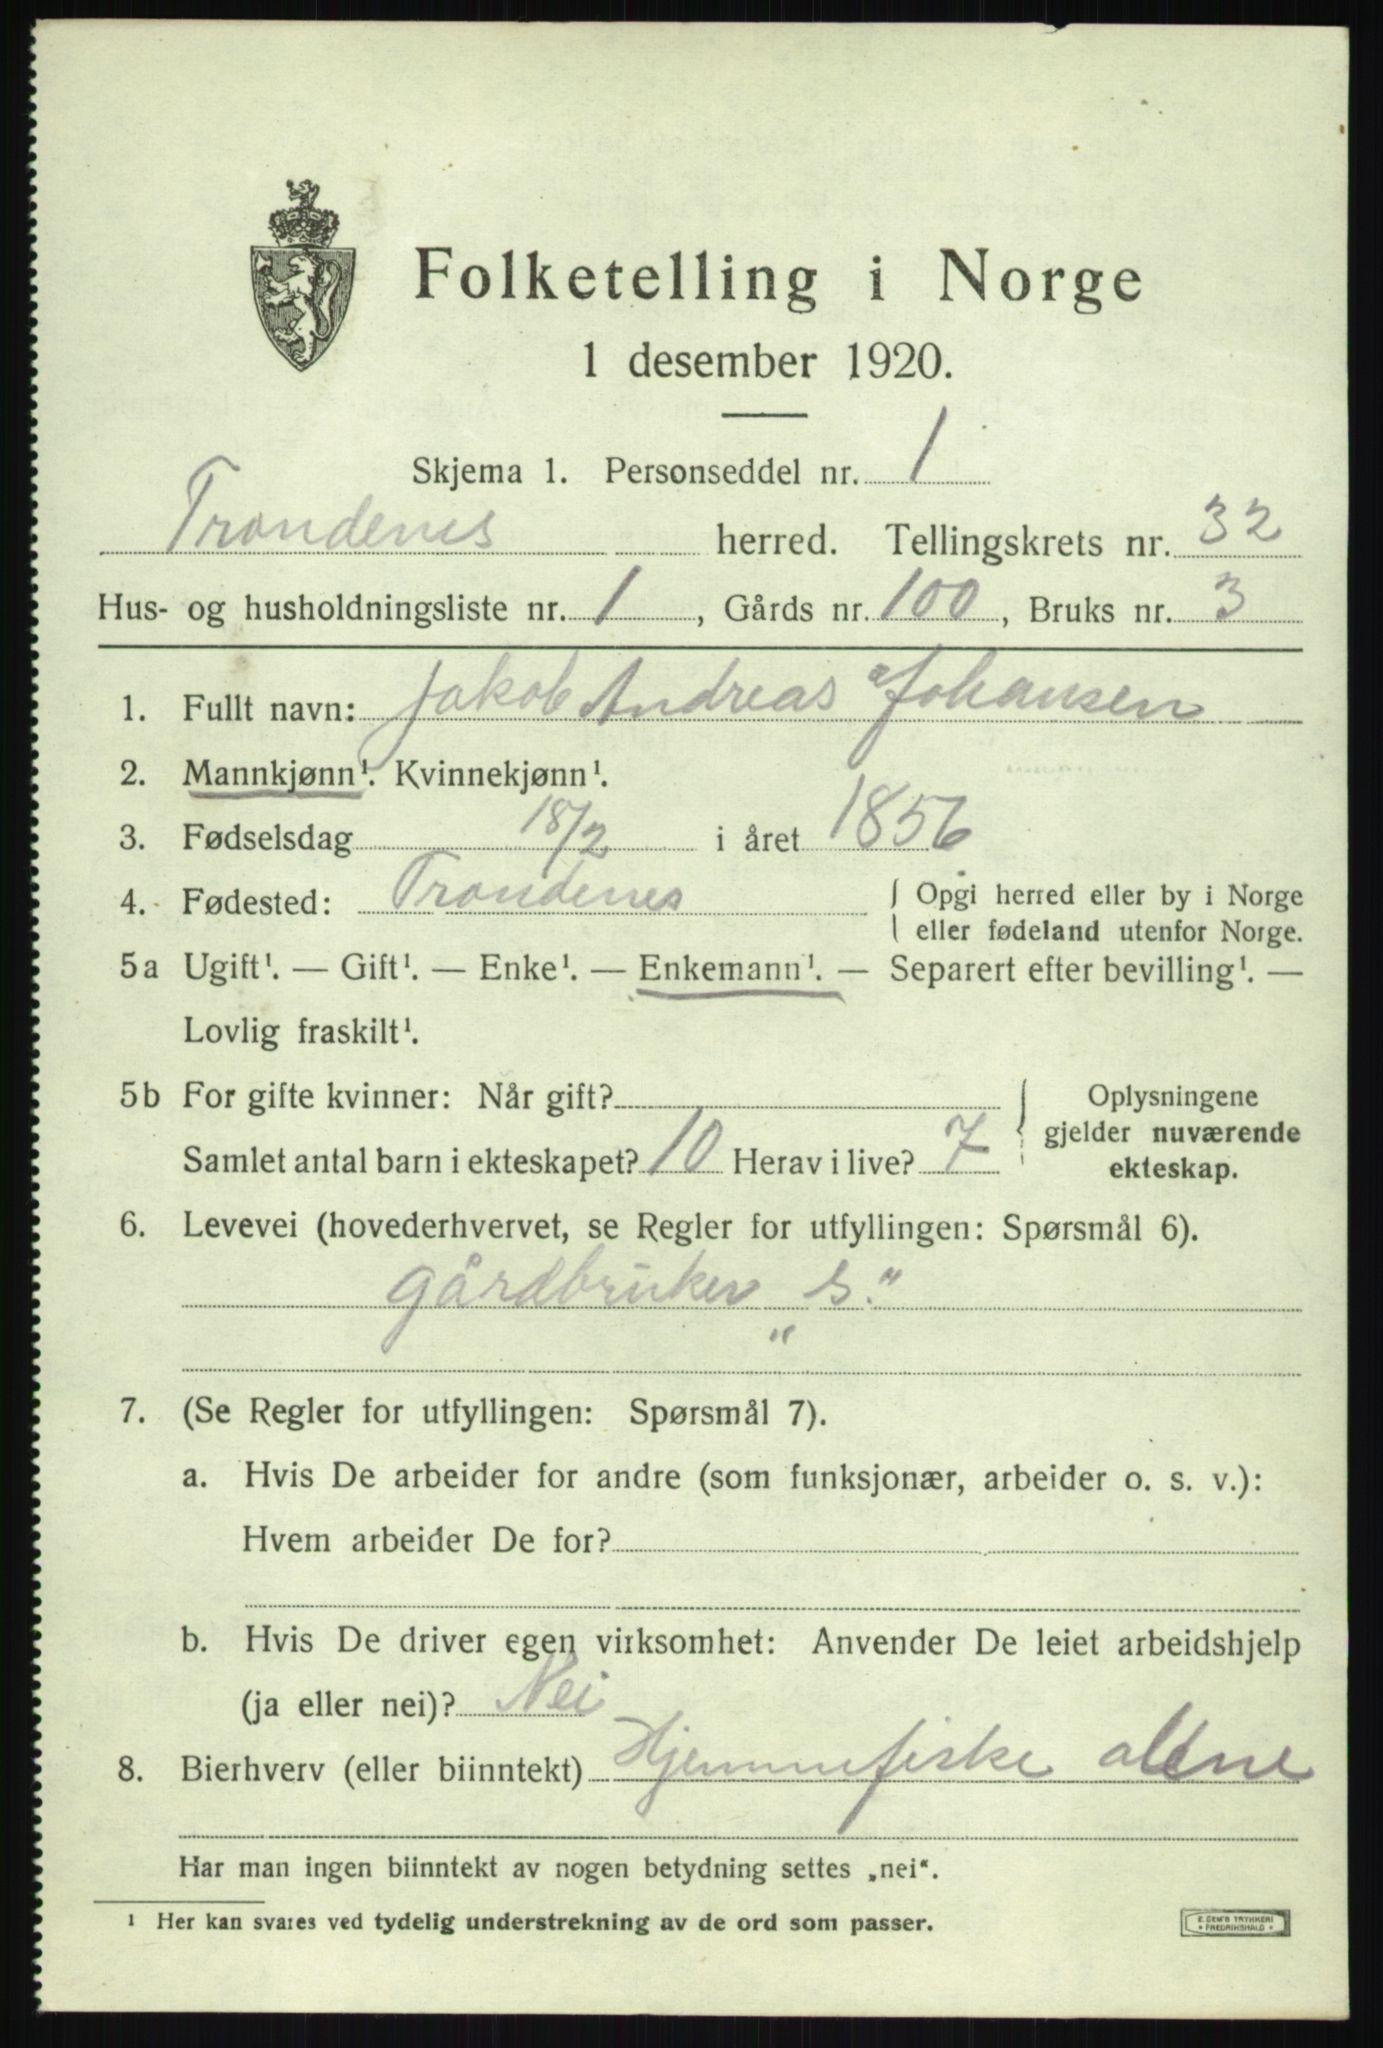 Folketelling i Norge
1 desember 1920.
Skjema 1. Personseddel nr. 1
Trondenes herred. Tellingskrets nr. 32
Hus- og husholdningsliste nr. 1, Gårds nr. 100, Bruks nr. 3
1. Fullt navn: Jakob Andreas Johansen
2. Mannkjønn¹. Kvinnekjønn¹.
3. Fødselsdag 18/2 i året 1856
4. Fødested: Trondenes { Opgi herred eller by i Norge
eller fødeland utenfor Norge.
5a Ugift¹. — Gift¹. — Enke¹. — Enkemann¹. — Separert efter bevilling¹. —
Lovlig fraskilt¹.
5b For gifte kvinner: Når gift? { Oplysningene
gjelder nuværende
Samlet antal barn i ekteskapet? 10 Herav i live? 7 ekteskap.
6. Levevei (hovederhvervet, se Regler for utfyllingen: Spørsmål 6).
Gårdbruker S."
"
7. (Se Regler for utfyllingen: Spørsmål 7).
a. Hvis De arbeider for andre (som funksjonær, arbeider o. s. v.):
Hvem arbeider De for?
b. Hvis De driver egen virksomhet: Anvender De leiet arbeidshjelp
(ja eller nei)? Nei
8. Bierhverv (eller biinntekt) Hjemmefiske alene
Har man ingen biinntekt av nogen betydning settes „nei“.
¹ Her kan svares ved tydelig understrekning av de ord som passer.
E. SEM'S TRYKKERI
• FREDRIKSHALD •